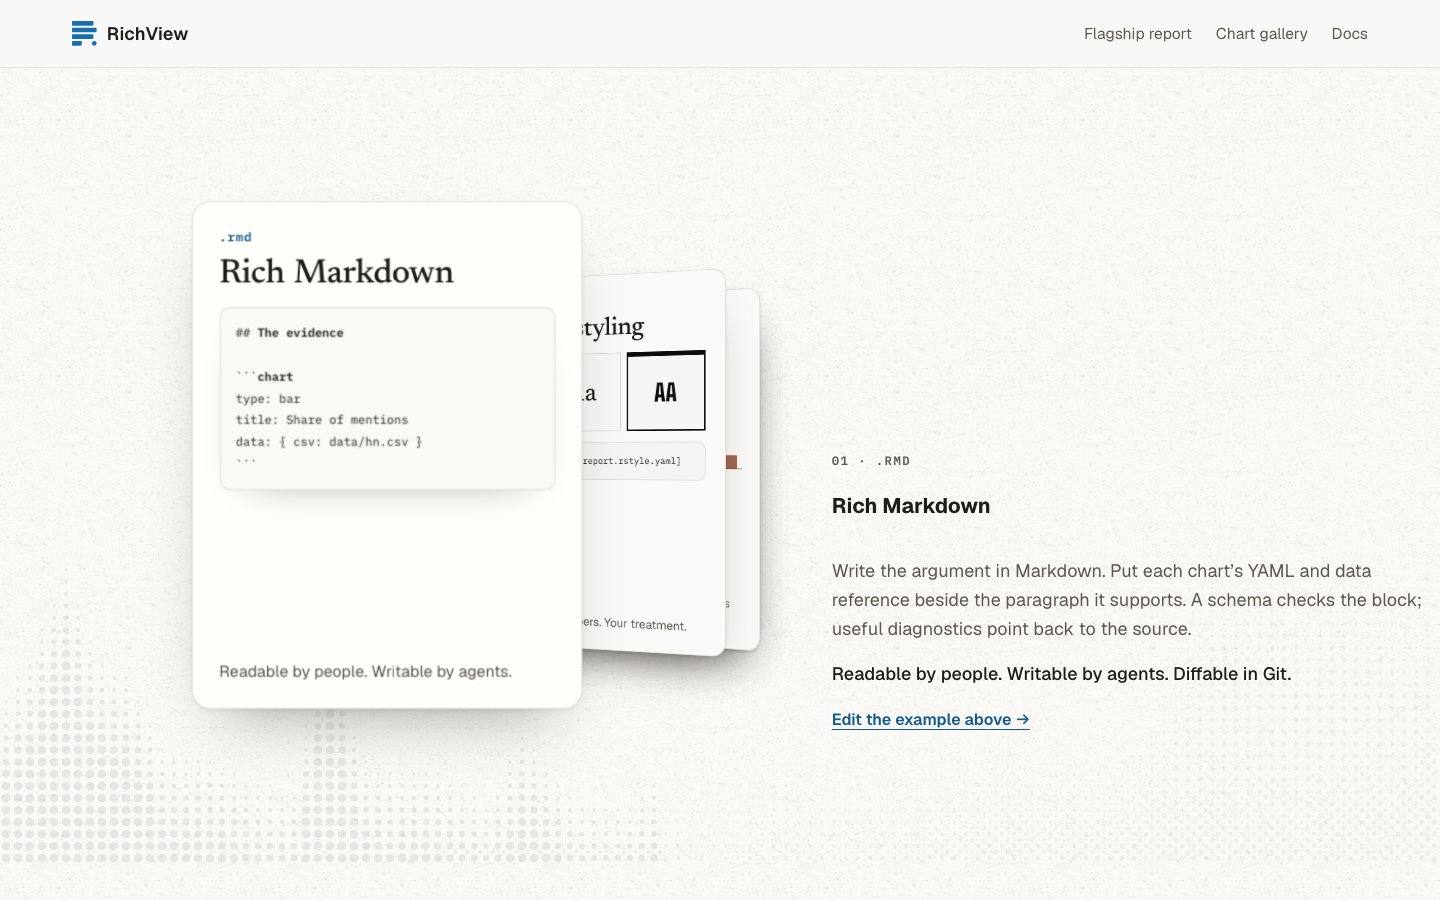 RichView
Flagship report
Chart gallery
Docs
.rmd
Rich Markdown
## The evidence
```chart
type: bar
title: Share of mentions
data: { csv: data/hn.csv }
```
Readable by people. Writable by agents.
styling
AA
report.rstyle.yaml]
Your treatment.
01 · .RMD
Rich Markdown
Write the argument in Markdown. Put each chart’s YAML and data
reference beside the paragraph it supports. A schema checks the block;
useful diagnostics point back to the source.
Readable by people. Writable by agents. Diffable in Git.
Edit the example above →